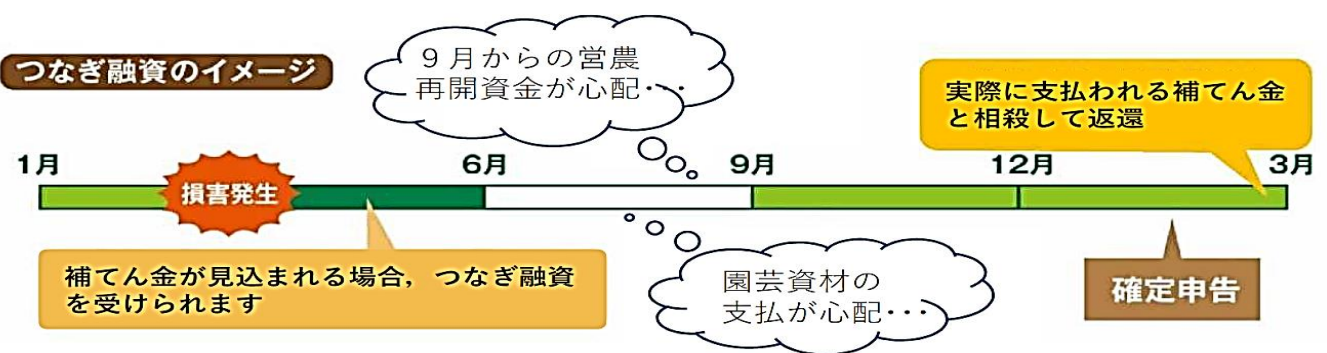 つなぎ融資のイメージ
9月からの営農
再開資金が心配・・・
実際に支払われる補てん金
と相殺して返還
1月
6月
9月
12月
3月
損害発生
補てん金が見込まれる場合,つなぎ融資
を受けられます
園芸資材の
支払が心配・・・
確定申告